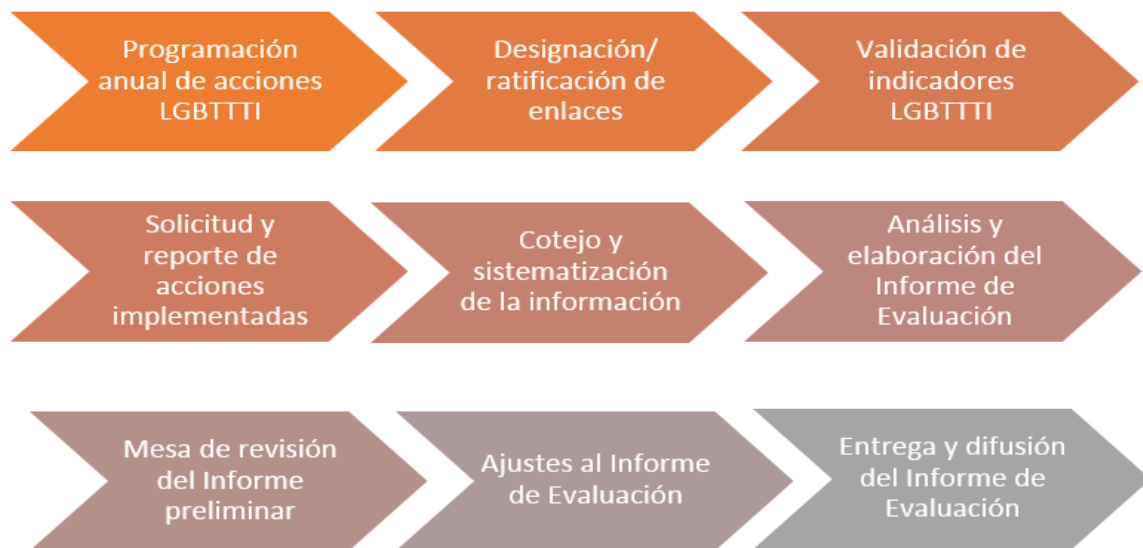 Programación
anual de acciones
LGBTTTI
Designación/
ratificación de
enlaces
Validación de
indicadores
LGBTTTI
Solicitud y
reporte de
acciones
implementadas
Cotejo y
sistematización
de la información
Análisis y
elaboración del
Informe de
Evaluación
Mesa de revisión
del Informe
preliminar
Ajustes al Informe
de Evaluación
Entrega y difusión
del Informe de
Evaluación